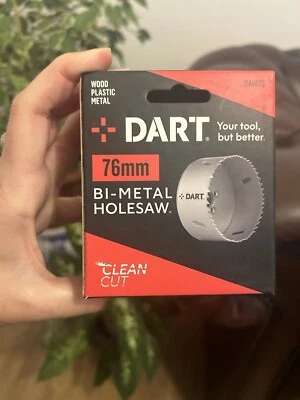 WOOD
PLASTIC
METAL
DART®
Your tool,
but better.
76mm
BI-METAL
HOLESAW.
DART
CLEAN
CUT